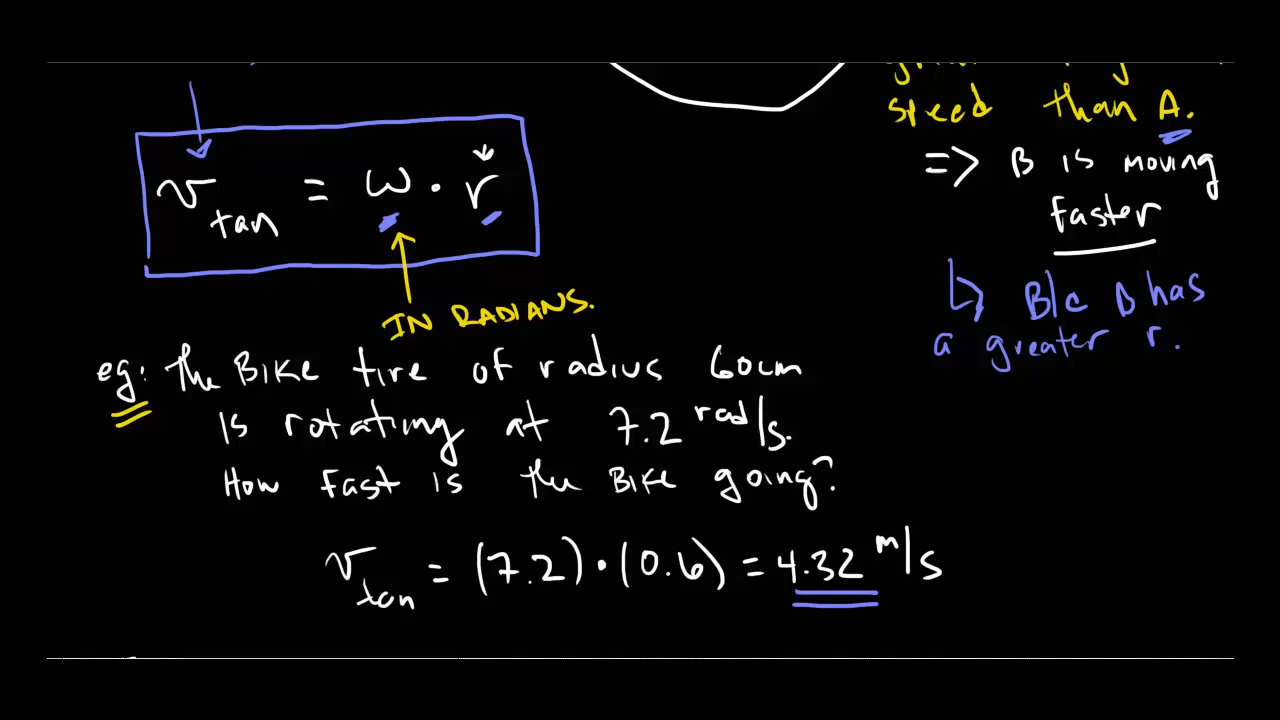 speed than A.
=> B is moving
faster
↳ B/c B has
a greater r.
v_tan = ω · r
IN RADIANS.
eg: the Bike tire of radius 60cm
is rotating at 7.2 rad/s.
How fast is the Bike going?
v_tan = (7.2) · (0.6) = 4.32 m/s